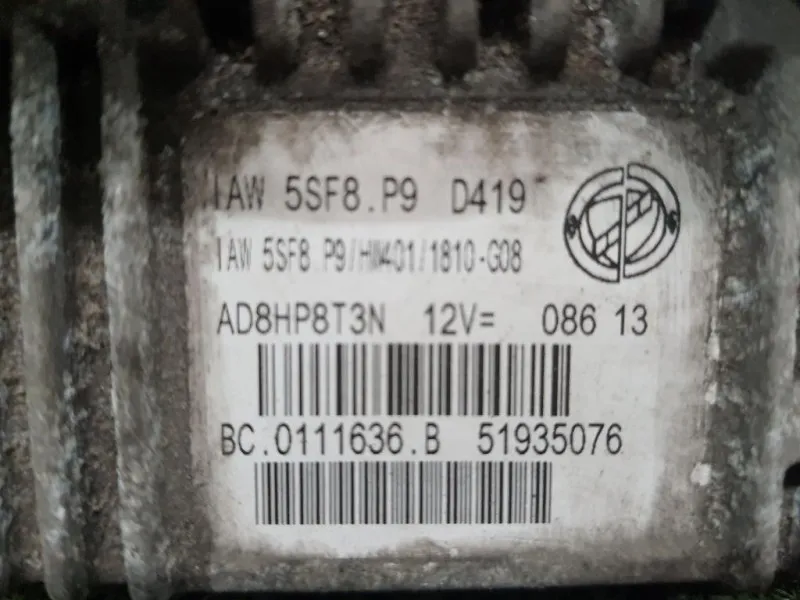 IAW 5SF8.P9 D419
IAW 5SF8 P9/HW401/1810-G08
AD8HP8T3N 12V= 086 13
BC.0111636.B 51935076